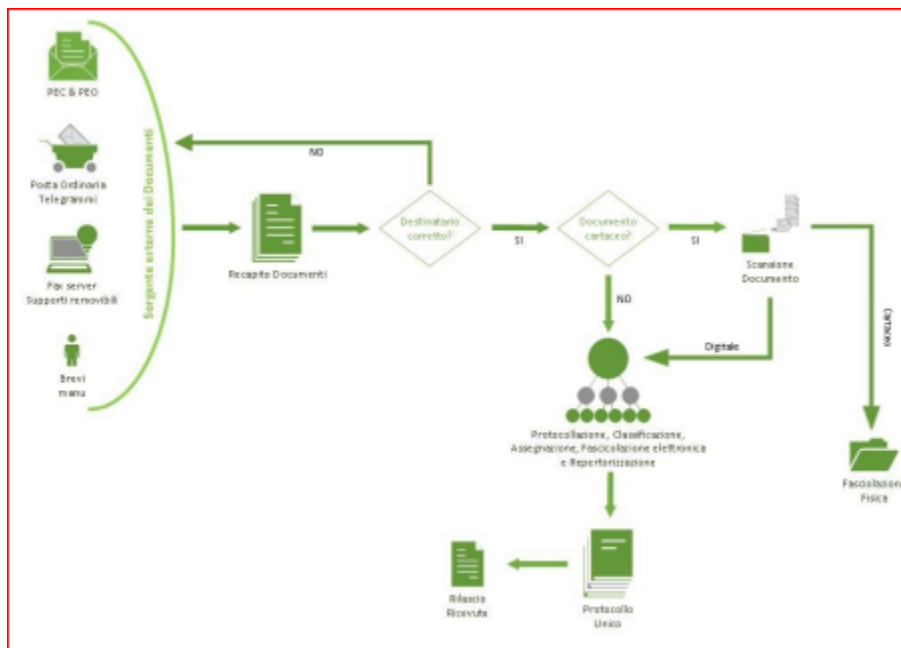 PEC & PEO
Posta Ordinaria
Telegrammi
Fax server
Supporti removibili
Brevi
manu
Sorgente esterna dei Documenti
NO
Recapito Documenti
Destinatario
corretto?
SI
Documento
cartaceo?
SI
Scansione
Documento
NO
Digitale
Cartaceo
Protocollazione, Classificazione,
Assegnazione, Fascicolazione elettronica
e Repertorizzazione
Fasciolazione
Fisica
Rilascio
Ricevute
Protocollo
Unico